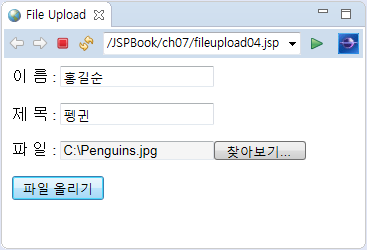 File Upload
/JSPBook/ch07/fileupload04.jsp
이 름 : 홍길순
제 목 : 펭귄
파 일 : C:\Penguins.jpg 찾아보기...
파일 올리기